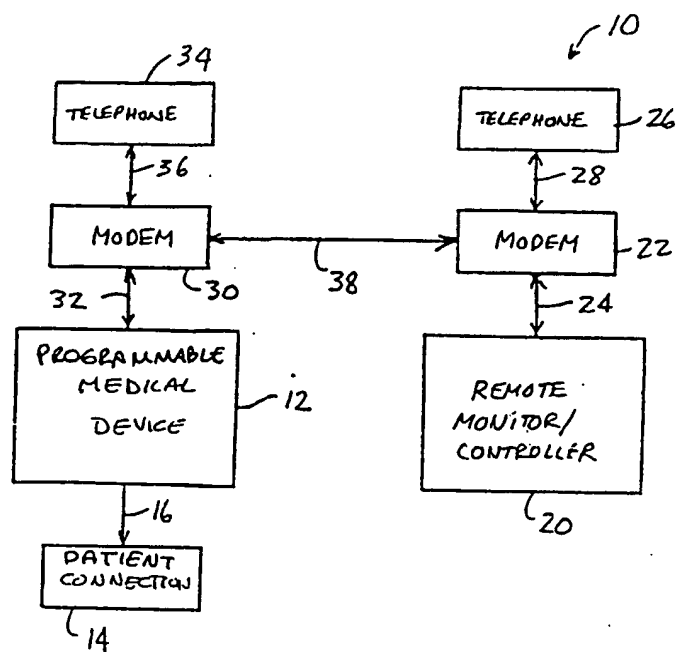 10
34
TELEPHONE
TELEPHONE
26
36
28
MODEM
MODEM
22
38
30
32
24
PROGRAMMABLE
MEDICAL
DEVICE
12
REMOTE
MONITOR/
CONTROLLER
16
20
PATIENT
CONNECTION
14